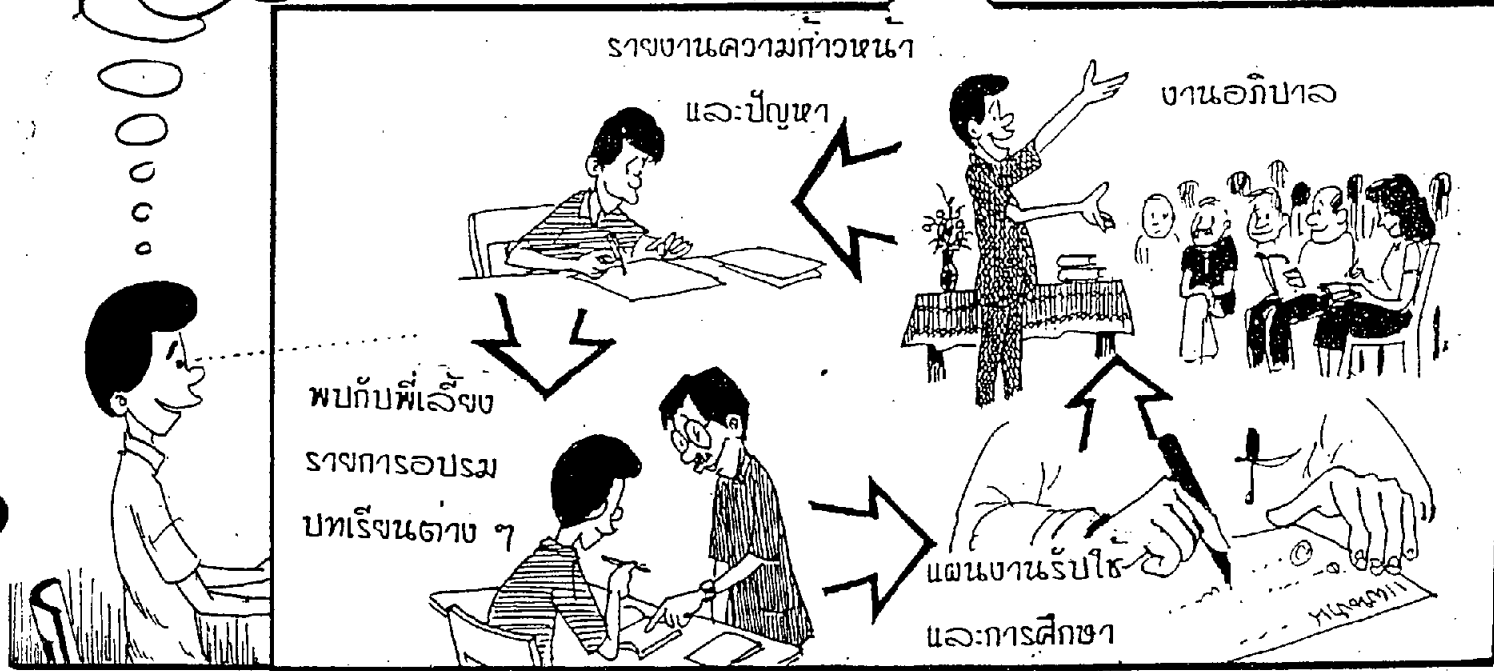 รายงานความก้าวหน้า
และปัญหา
งานอภิบาล
พบกับพี่เลี้ยง
รายการอบรม
บทเรียนต่าง ๆ
แผนงานรับใช้
และการศึกษา